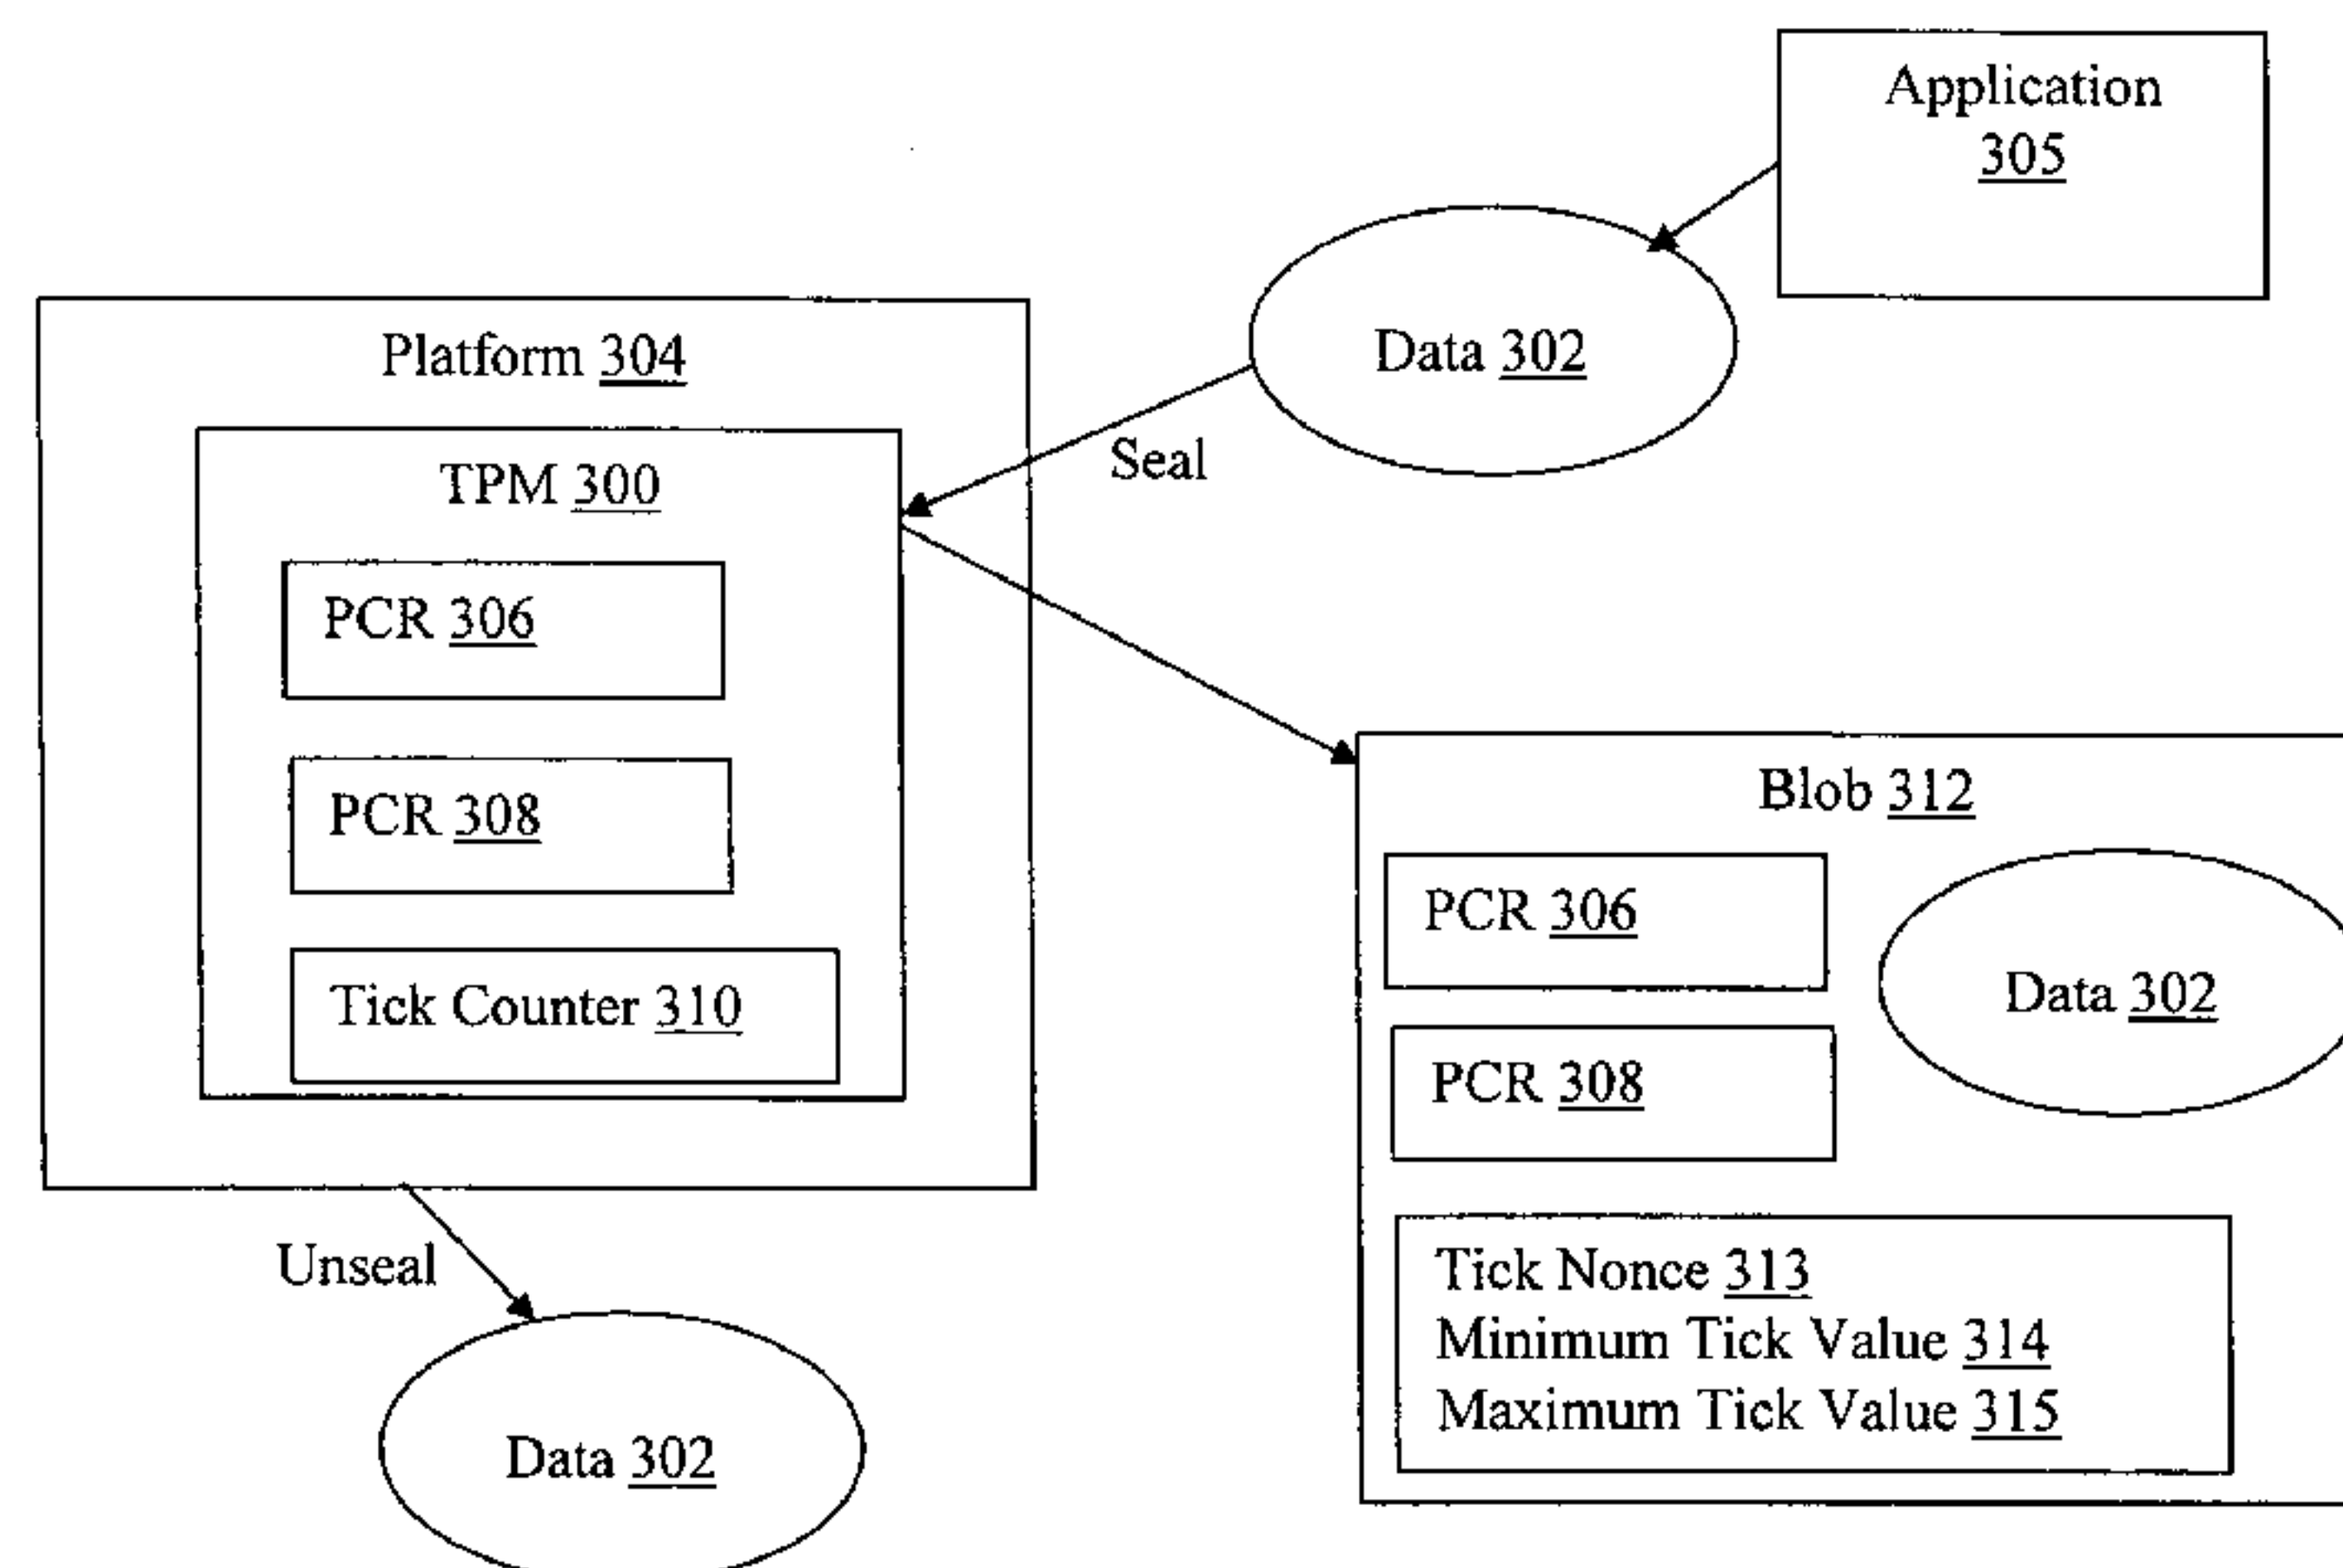 Application
305
Data 302
Platform 304
Seal
TPM 300
PCR 306
PCR 308
Tick Counter 310
Blob 312
PCR 306
Data 302
PCR 308
Tick Nonce 313
Minimum Tick Value 314
Maximum Tick Value 315
Unseal
Data 302